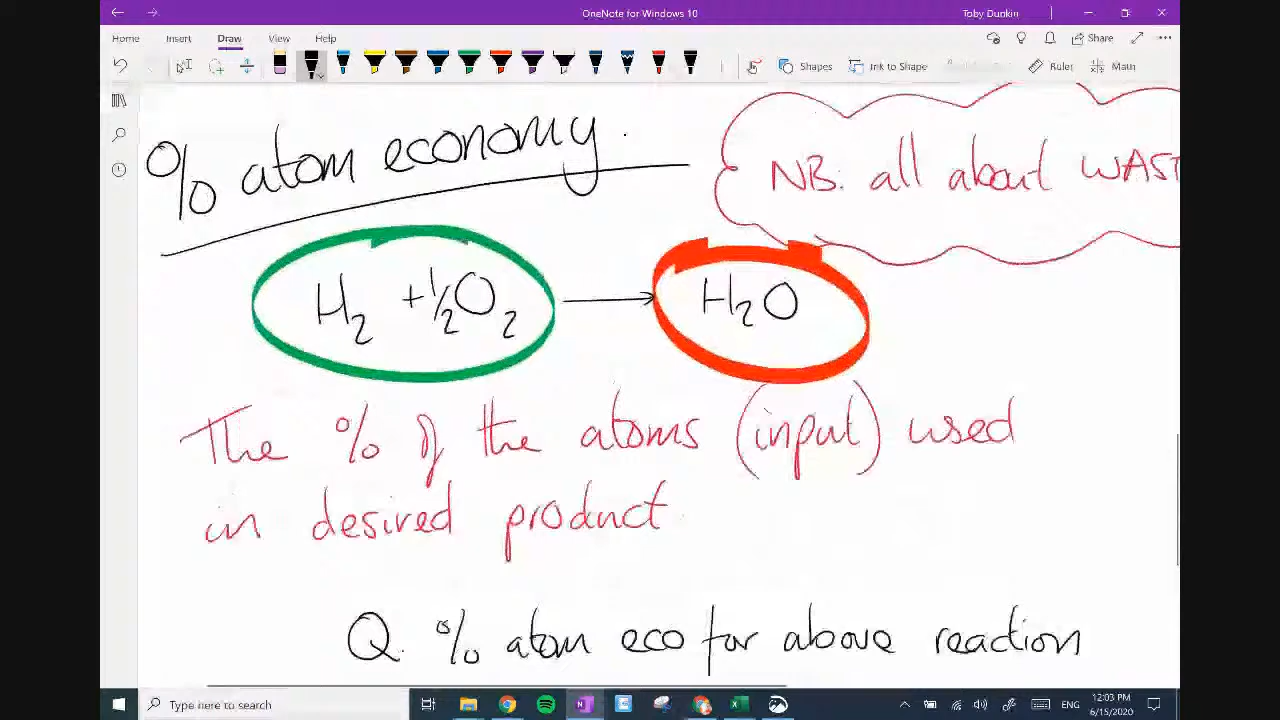 OneNote for Windows 10
Toby Dunkin
Home Insert Draw View Help
Share
Shapes Ink to Shape Ruler Math
% atom economy.
NB. all about WAST
H2 + ½O2 → H2O
The % of the atoms (input) used
in desired product
Q. % atom eco for above reaction
Type here to search
ENG
12:03 PM
6/15/2020